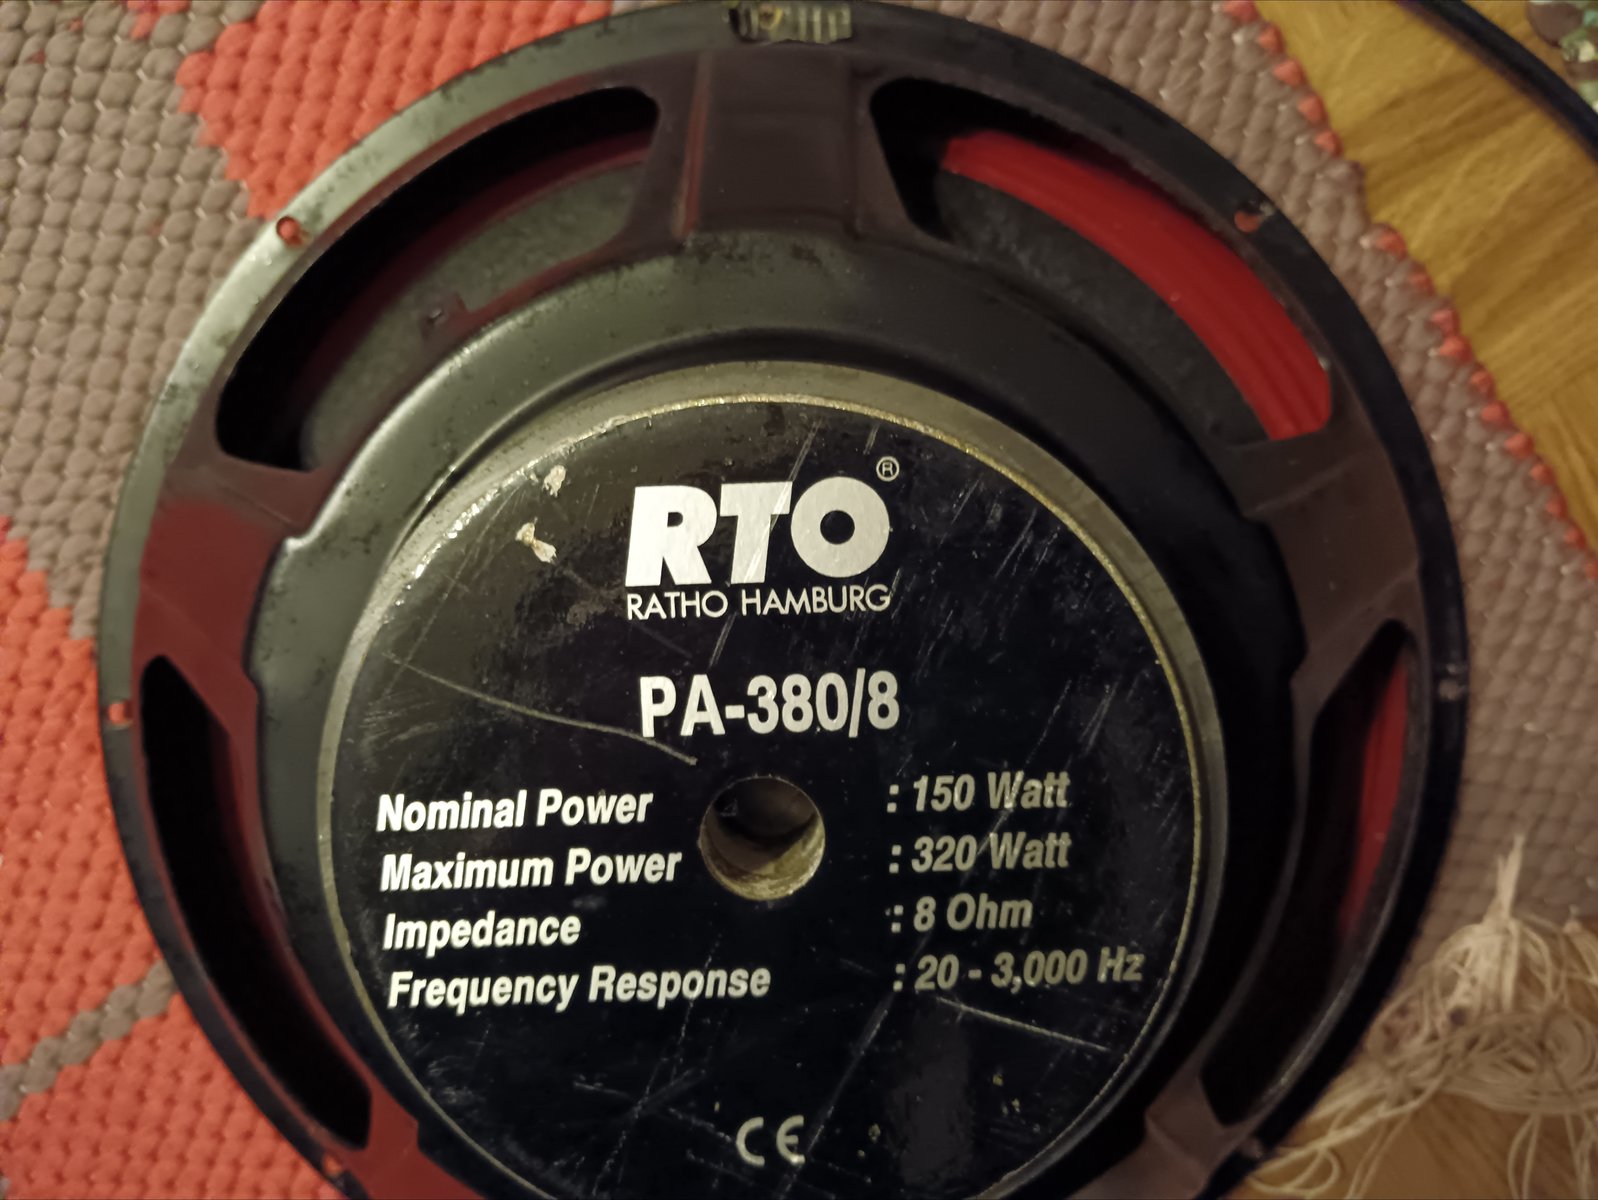 RTO®
RATHO HAMBURG
PA-380/8
Nominal Power : 150 Watt
Maximum Power : 320 Watt
Impedance : 8 Ohm
Frequency Response : 20 - 3,000 Hz
CE